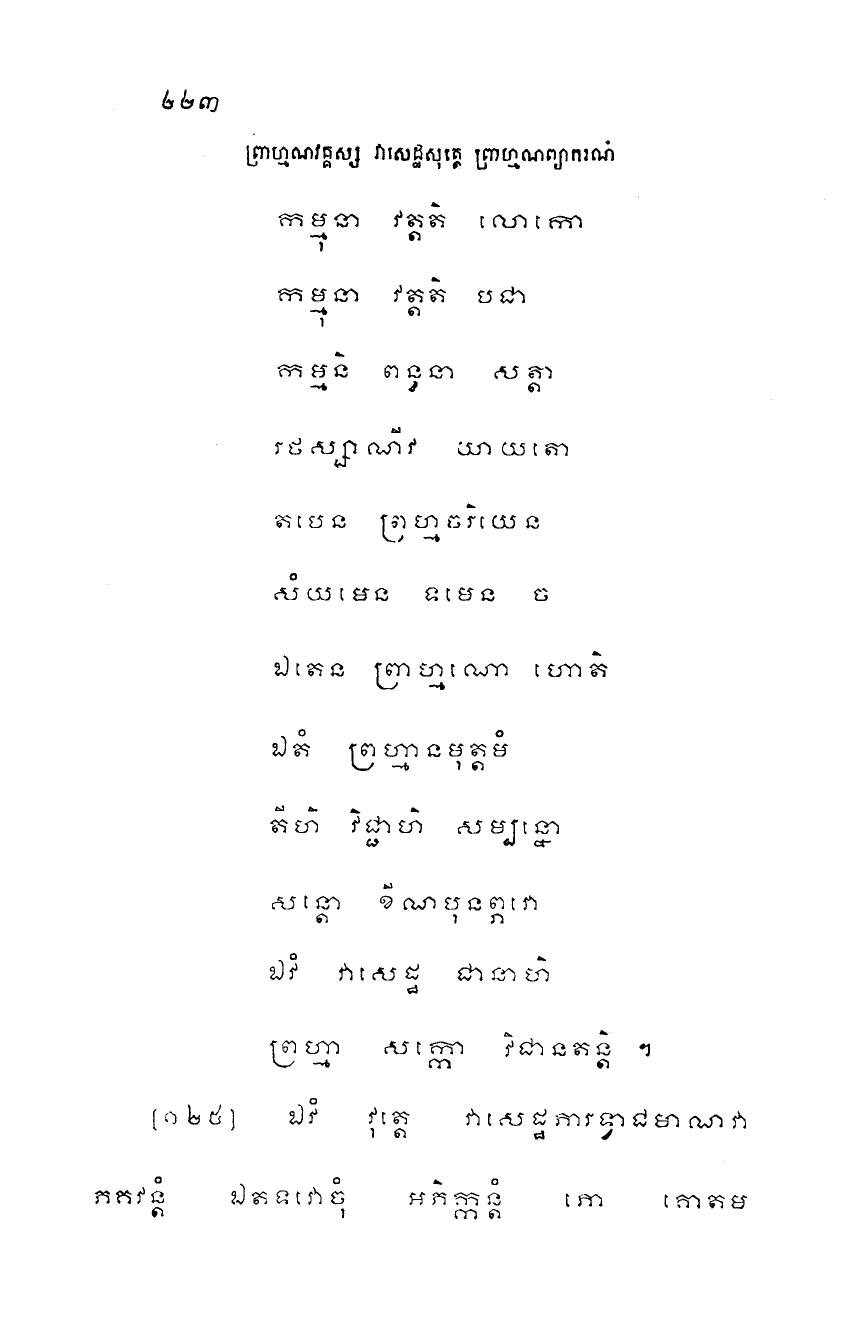 ២២៣
ព្រាហ្មណវគ្គស្ស វាសេដ្ឋសុត្តេ ព្រាហ្មណព្យាករណំ
កម្មុនា វត្តតិ លោកោ
កម្មុនា វត្តតិ បជា
កម្មនិ ពន្ធនា សត្តា
រថស្សាណីវ យាយតោ
តបេន ព្រហ្មចរិយេន
សំយមេន ទមេន ច
ឯតេន ព្រាហ្មណោ ហោតិ
ឯតំ ព្រហ្មានមុត្តមំ
តីហិ វិជ្ជាហិ សម្បន្នោ
សន្តោ ខីណបុនព្ភវោ
ឯវំ វាសេដ្ឋ ជានាហិ
ព្រហ្មា សក្កោ វិជានតន្តិ ។
[១២៥] ឯវំ វុត្តេ វាសេដ្ឋភារទ្វាជមាណវា
ភគវន្តំ ឯតទវោចុំ អភិក្កន្តំ ភោ គោតម